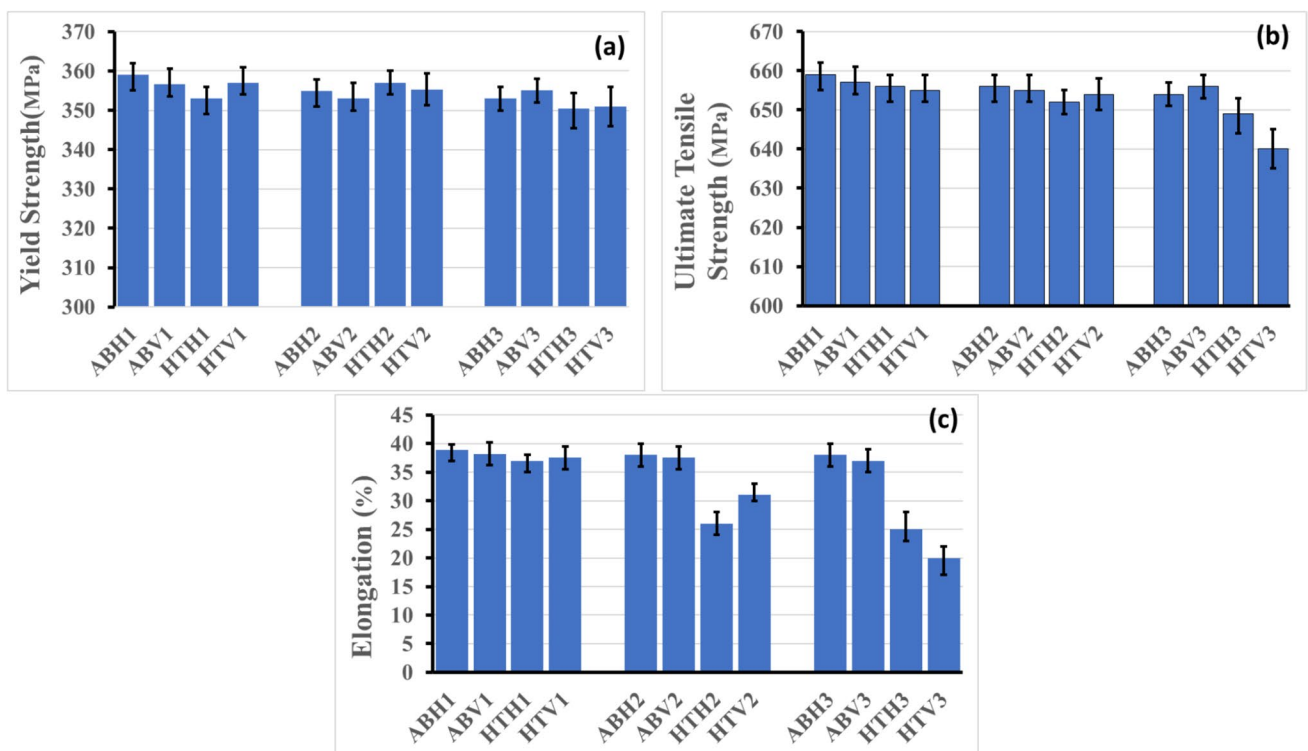 (a)
Yield Strength(MPa)
370
360
350
340
330
320
310
300
ABH1
ABV1
HTH1
HTV1
ABH2
ABV2
HTH2
HTV2
ABH3
ABV3
HTH3
HTV3
(b)
Ultimate Tensile
Strength (MPa)
670
660
650
640
630
620
610
600
ABH1
ABV1
HTH1
HTV1
ABH2
ABV2
HTH2
HTV2
ABH3
ABV3
HTH3
HTV3
(c)
Elongation (%)
45
40
35
30
25
20
15
10
5
0
ABH1
ABV1
HTH1
HTV1
ABH2
ABV2
HTH2
HTV2
ABH3
ABV3
HTH3
HTV3